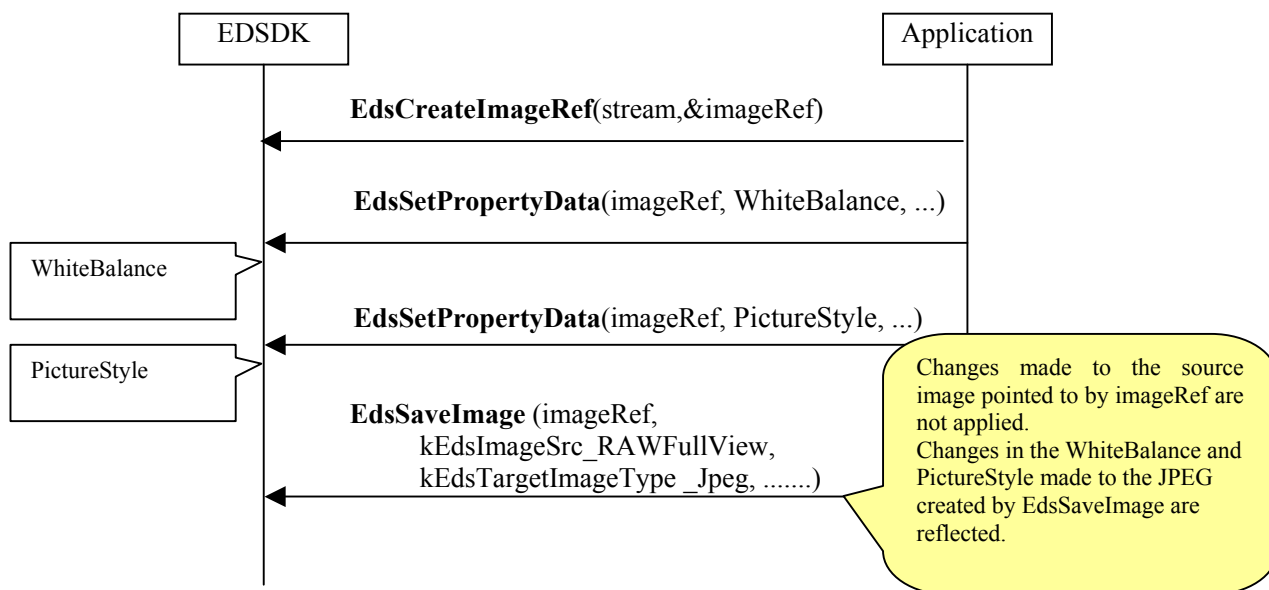 EDSDK
Application
EdsCreateImageRef(stream,&imageRef)
EdsSetPropertyData(imageRef, WhiteBalance, ...)
WhiteBalance
EdsSetPropertyData(imageRef, PictureStyle, ...)
PictureStyle
EdsSaveImage (imageRef,
kEdsImageSrc_RAWFullView,
kEdsTargetImageType _Jpeg, .......)
Changes made to the source
image pointed to by imageRef are
not applied.
Changes in the WhiteBalance and
PictureStyle made to the JPEG
created by EdsSaveImage are
reflected.